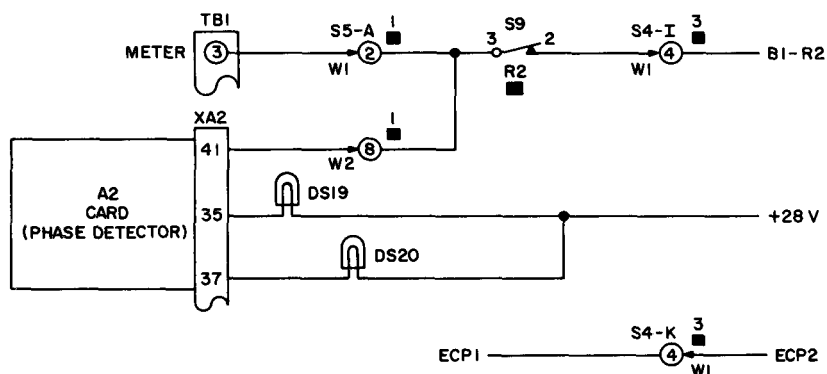 TB1
METER 3
S5-A 1
2
W1
S9
3 2
R2
S4-I 3
4
W1
B1-R2
XA2
41
1
8
W2
A2
CARD
(PHASE DETECTOR)
35
DS19
+28V
37
DS20
S4-K 3
ECP1 4 ECP2
W1